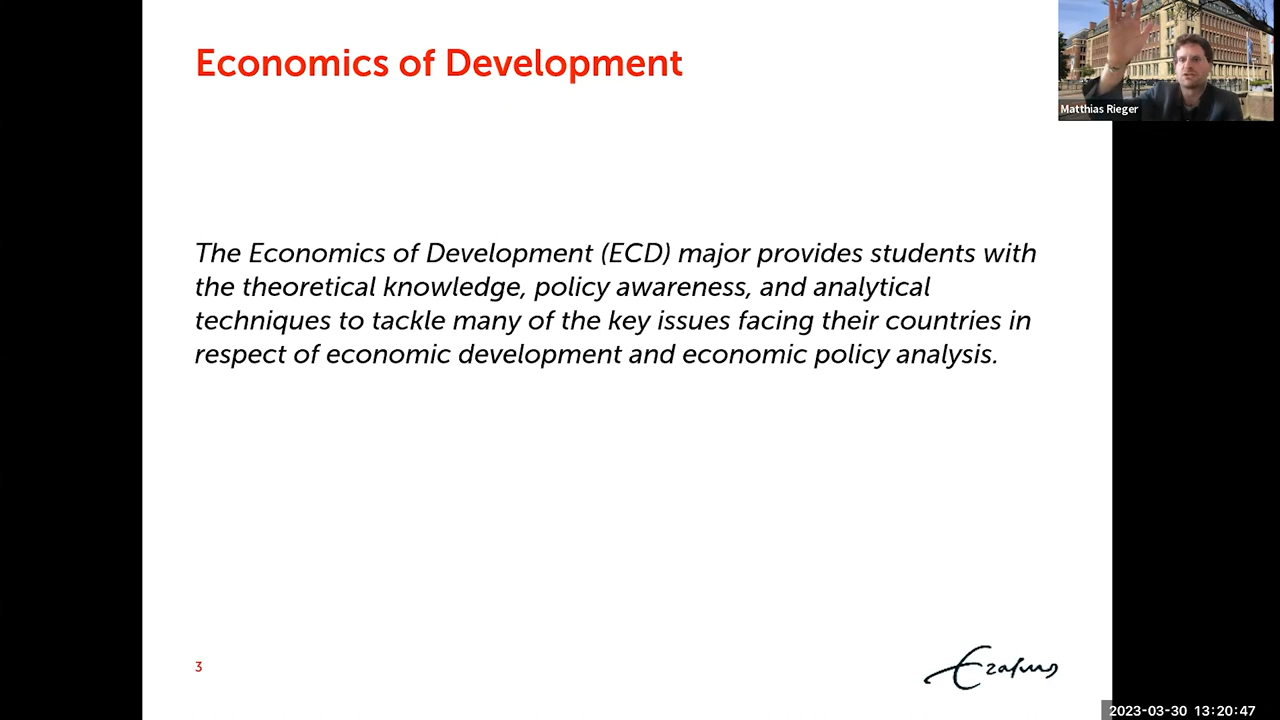 Economics of Development
Matthias Rieger
The Economics of Development (ECD) major provides students with
the theoretical knowledge, policy awareness, and analytical
techniques to tackle many of the key issues facing their countries in
respect of economic development and economic policy analysis.
3
Erasmus
2023-03-30 13:20:47